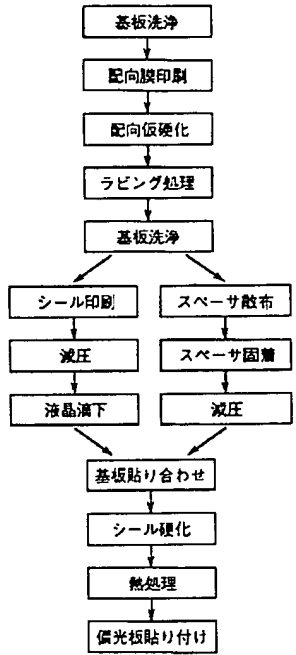 基板洗浄
配向膜印刷
配向仮硬化
ラビング処理
基板洗浄
シール印刷
減圧
液晶滴下
スペーサ散布
スペーサ固着
減圧
基板貼り合わせ
シール硬化
熱処理
偏光板貼り付け